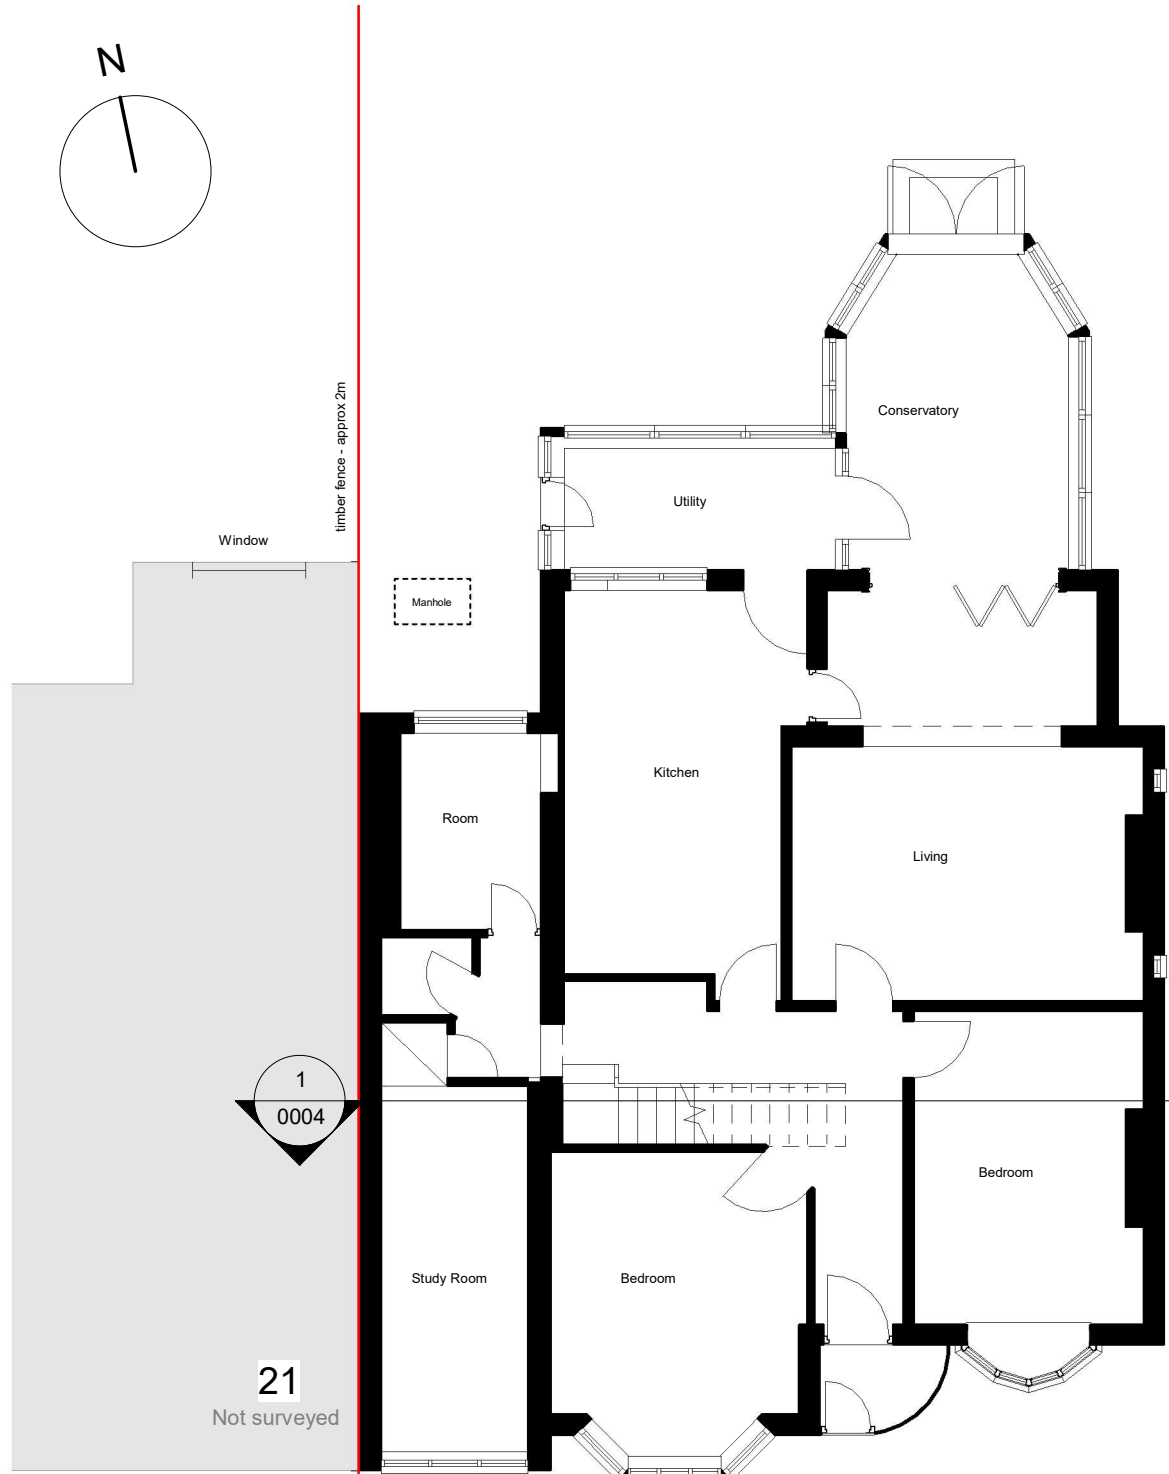 N
timber fence - approx 2m
Conservatory
Utility
Window
Manhole
Kitchen
Room
Living
1
0004
Bedroom
Study Room
Bedroom
21
Not surveyed